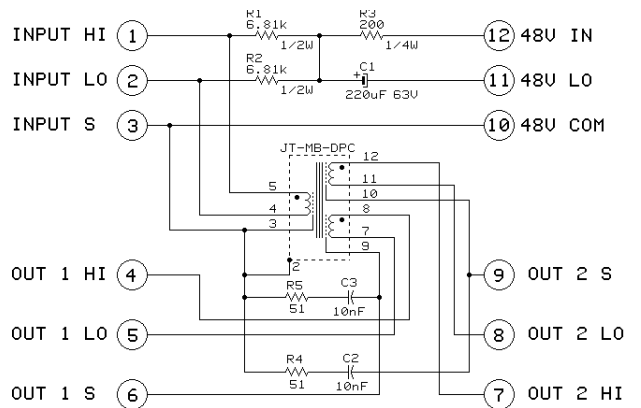 R1
6.81k
1/2W
R3
200
1/4W
INPUT HI 1
12 48V IN
R2
6.81k
1/2W
C1
+
220uF 63V
INPUT LO 2
11 48V LO
INPUT S 3
10 48V COM
JT-MB-DPC
12
11
10
5
4
3
8
7
9
2
OUT 1 HI 4
9 OUT 2 S
R5
51
C3
10nF
OUT 1 LO 5
8 OUT 2 LO
R4
51
C2
10nF
OUT 1 S 6
7 OUT 2 HI